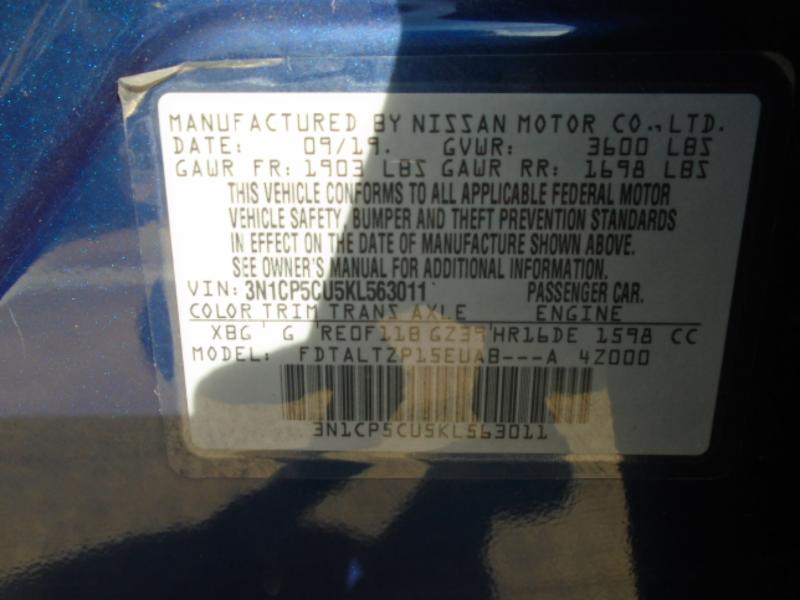 MANUFACTURED BY NISSAN MOTOR CO., LTD.
DATE: 09/19. GVWR: 3600 LBS
GAWR FR: 1903 LBS GAWR RR: 1698 LBS
THIS VEHICLE CONFORMS TO ALL APPLICABLE FEDERAL MOTOR
VEHICLE SAFETY, BUMPER AND THEFT PREVENTION STANDARDS
IN EFFECT ON THE DATE OF MANUFACTURE SHOWN ABOVE.
SEE OWNER'S MANUAL FOR ADDITIONAL INFORMATION.
VIN: 3N1CP5CU5KL563011 PASSENGER CAR.
COLOR TRIM TRANS AXLE ENGINE
XBG G RE0F11B GZ39 HR16DE 1598 CC
MODEL: FDTALTZP15EUAB---A 4Z000
3N1CP5CU5KL563011